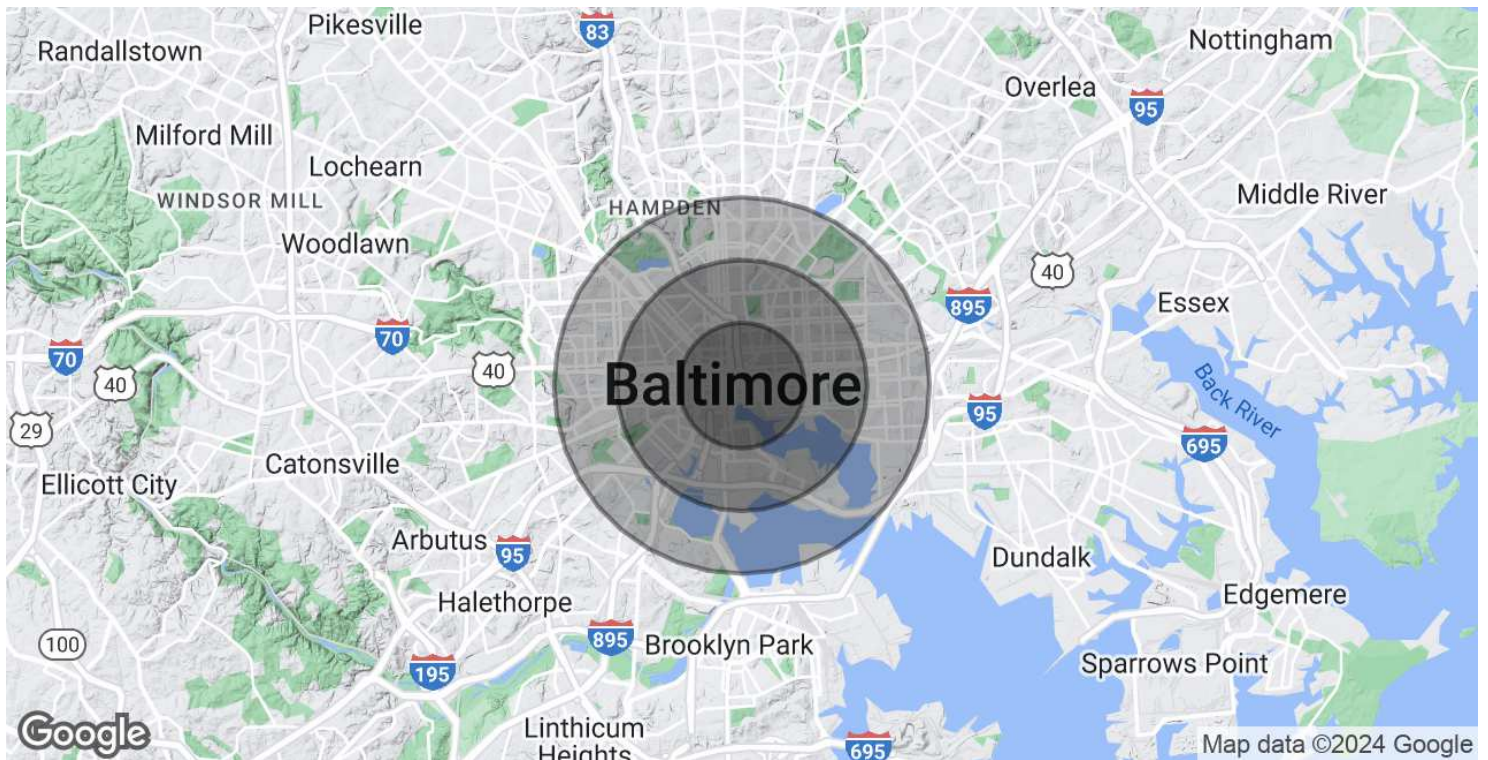 Pikesville
83
Randallstown
Nottingham
Overlea
95
Milford Mill
Lochearn
WINDSOR MILL
HAMPDEN
Middle River
Woodlawn
40
895
Essex
70
70
40
40
Baltimore
Back River
95
29
695
Catonsville
Ellicott City
Arbutus
95
Dundalk
Halethorpe
Edgemere
895
Brooklyn Park
100
195
Sparrows Point
Linthicum
Heights
Google
695
Map data ©2024 Google